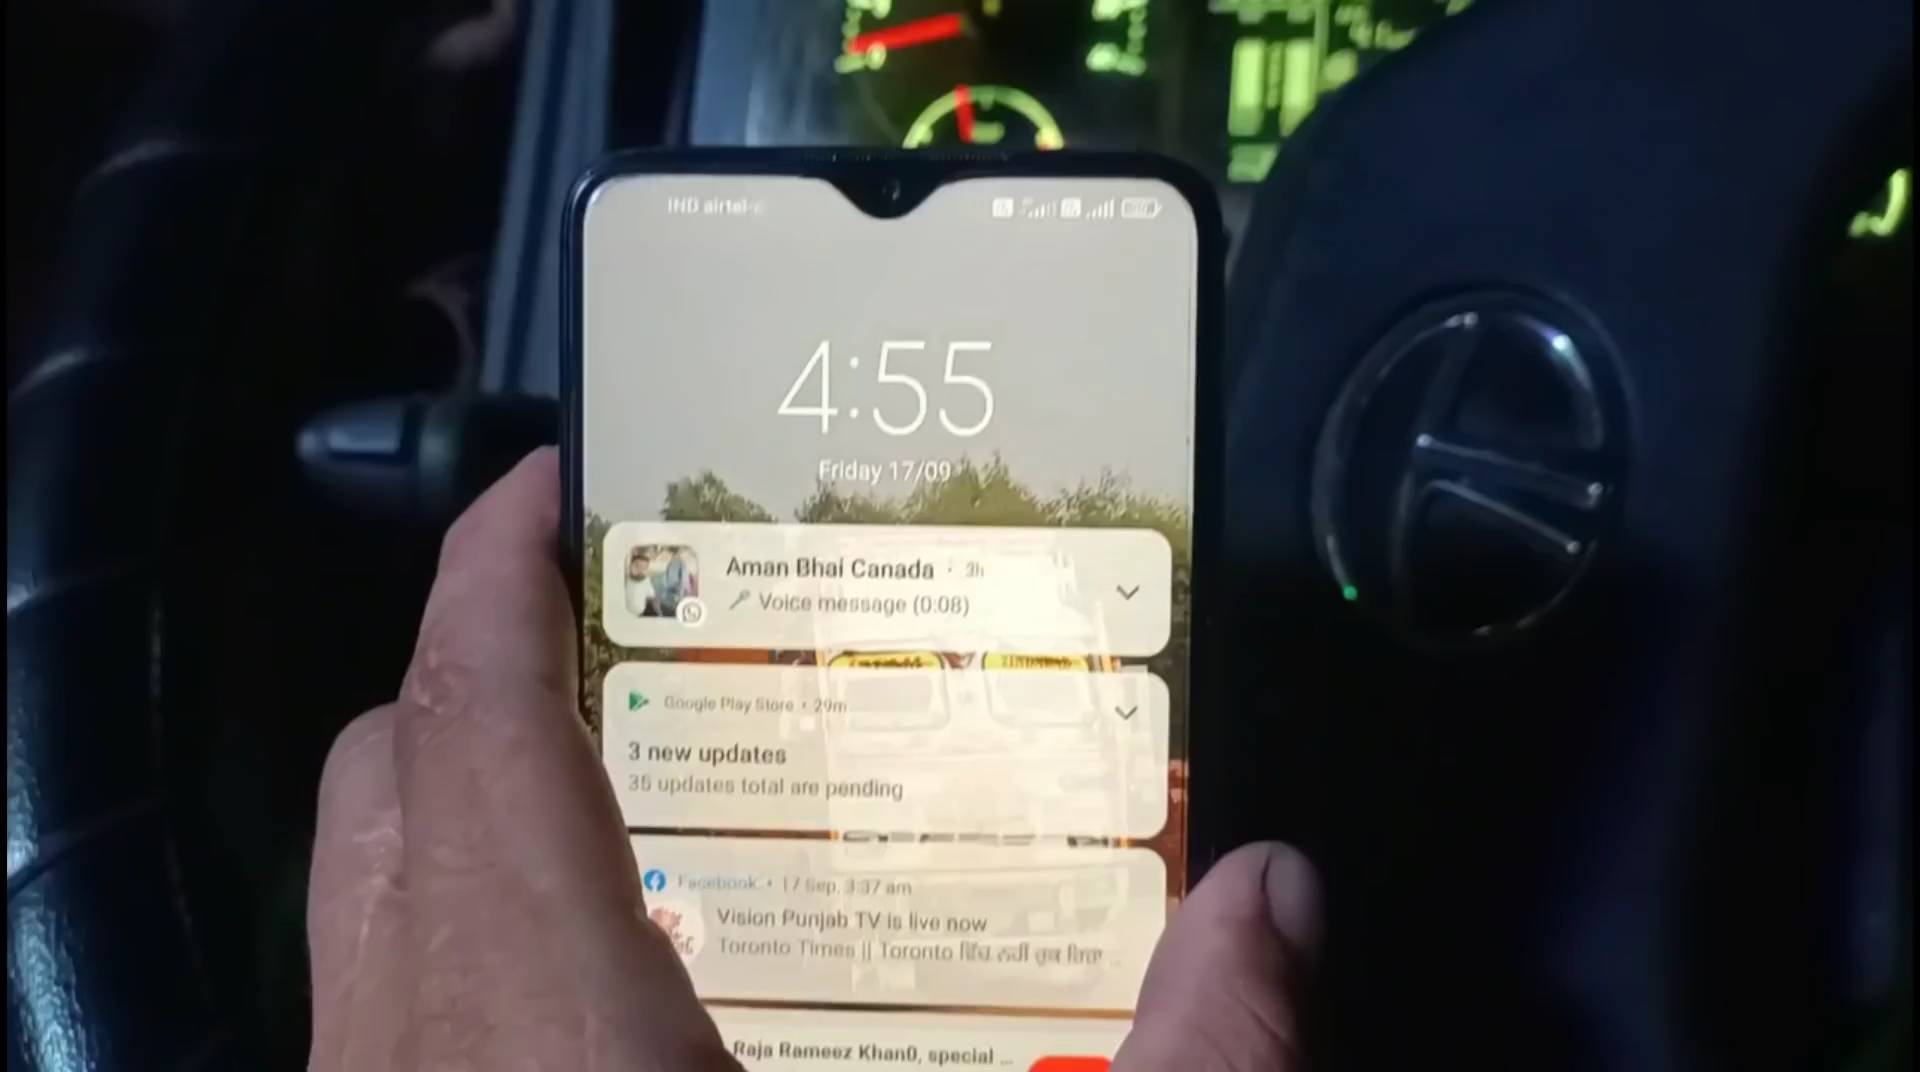 IND airtel
4:55
Friday 17/09
Aman Bhai Canada · 3h
Voice message (0:08)
Google Play Store · 29m
3 new updates
35 updates total are pending
Facebook · 17 Sep, 3:37 am
Vision Punjab TV is live now
Toronto Times || Toronto ਵਿੱਚ ਨਹੀਂ ਰੁਕ ਰਿਹਾ ...
Raja Rameez Khan0, special ...